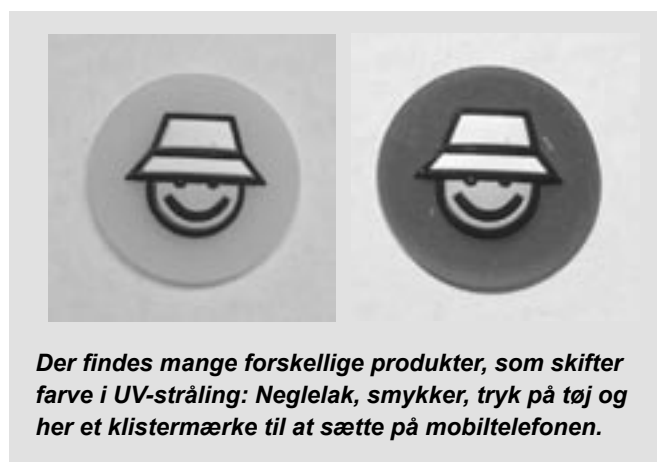 Der findes mange forskellige produkter, som skifter
farve i UV-stråling: Neglelak, smykker, tryk på tøj og
her et klistermærke til at sætte på mobiltelefonen.